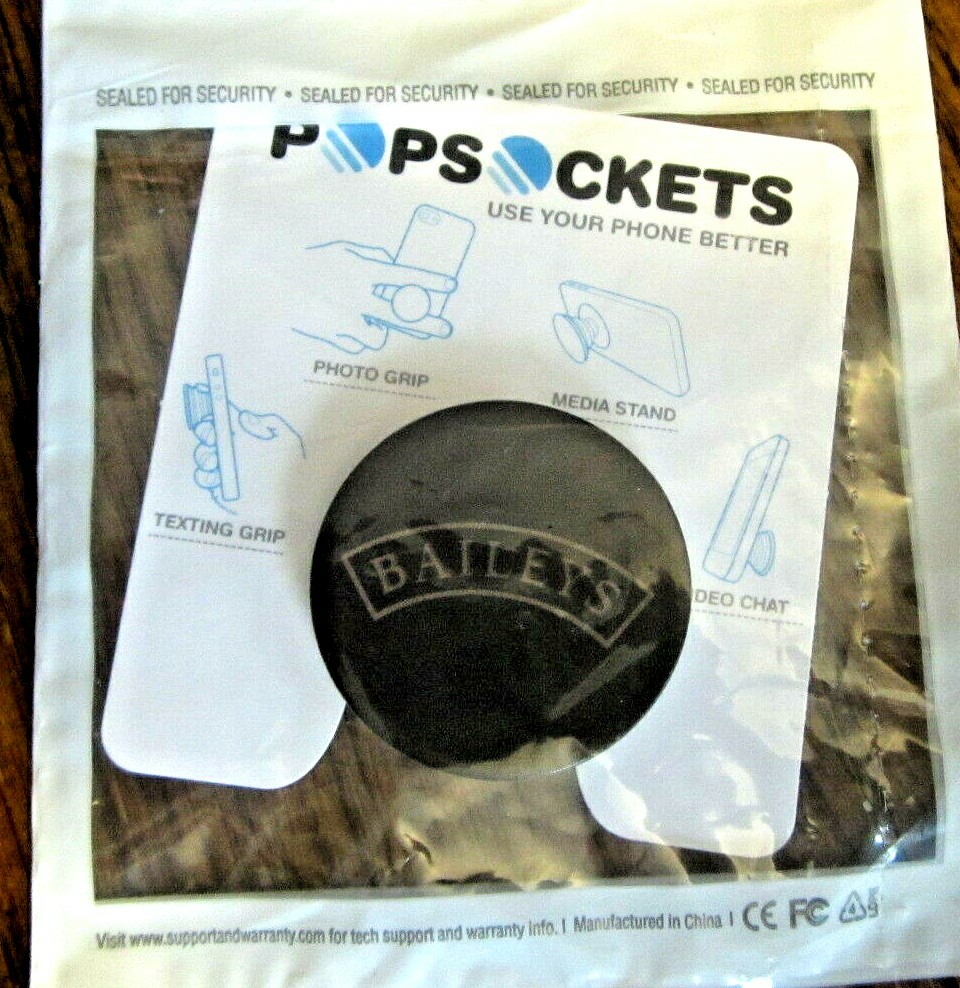 SEALED FOR SECURITY • SEALED FOR SECURITY • SEALED FOR SECURITY • SEALED FOR SECURITY
POPSOCKETS
USE YOUR PHONE BETTER
PHOTO GRIP
MEDIA STAND
TEXTING GRIP
BAILEYS
DEO CHAT
Visit www.supportandwarranty.com for tech support and warranty info. I Manufactured in China I CE FC